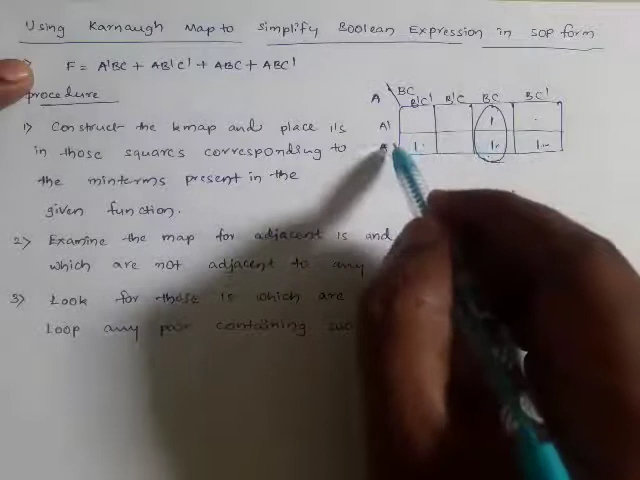 Using Karnaugh Map to simplify Boolean Expression in SOP form
F = A'BC + AB'C' + ABC + ABC'
procedure
1) Construct the kmap and place 1's
in those squares corresponding to
the minterms present in the
given function.
2) Examine the map for adjacent 1s and
which are not adjacent to any
3) Look for those 1s which are
Loop any pair containing suc
A BC
B'C' B'C BC BC'
A' 1
A 1 1 1